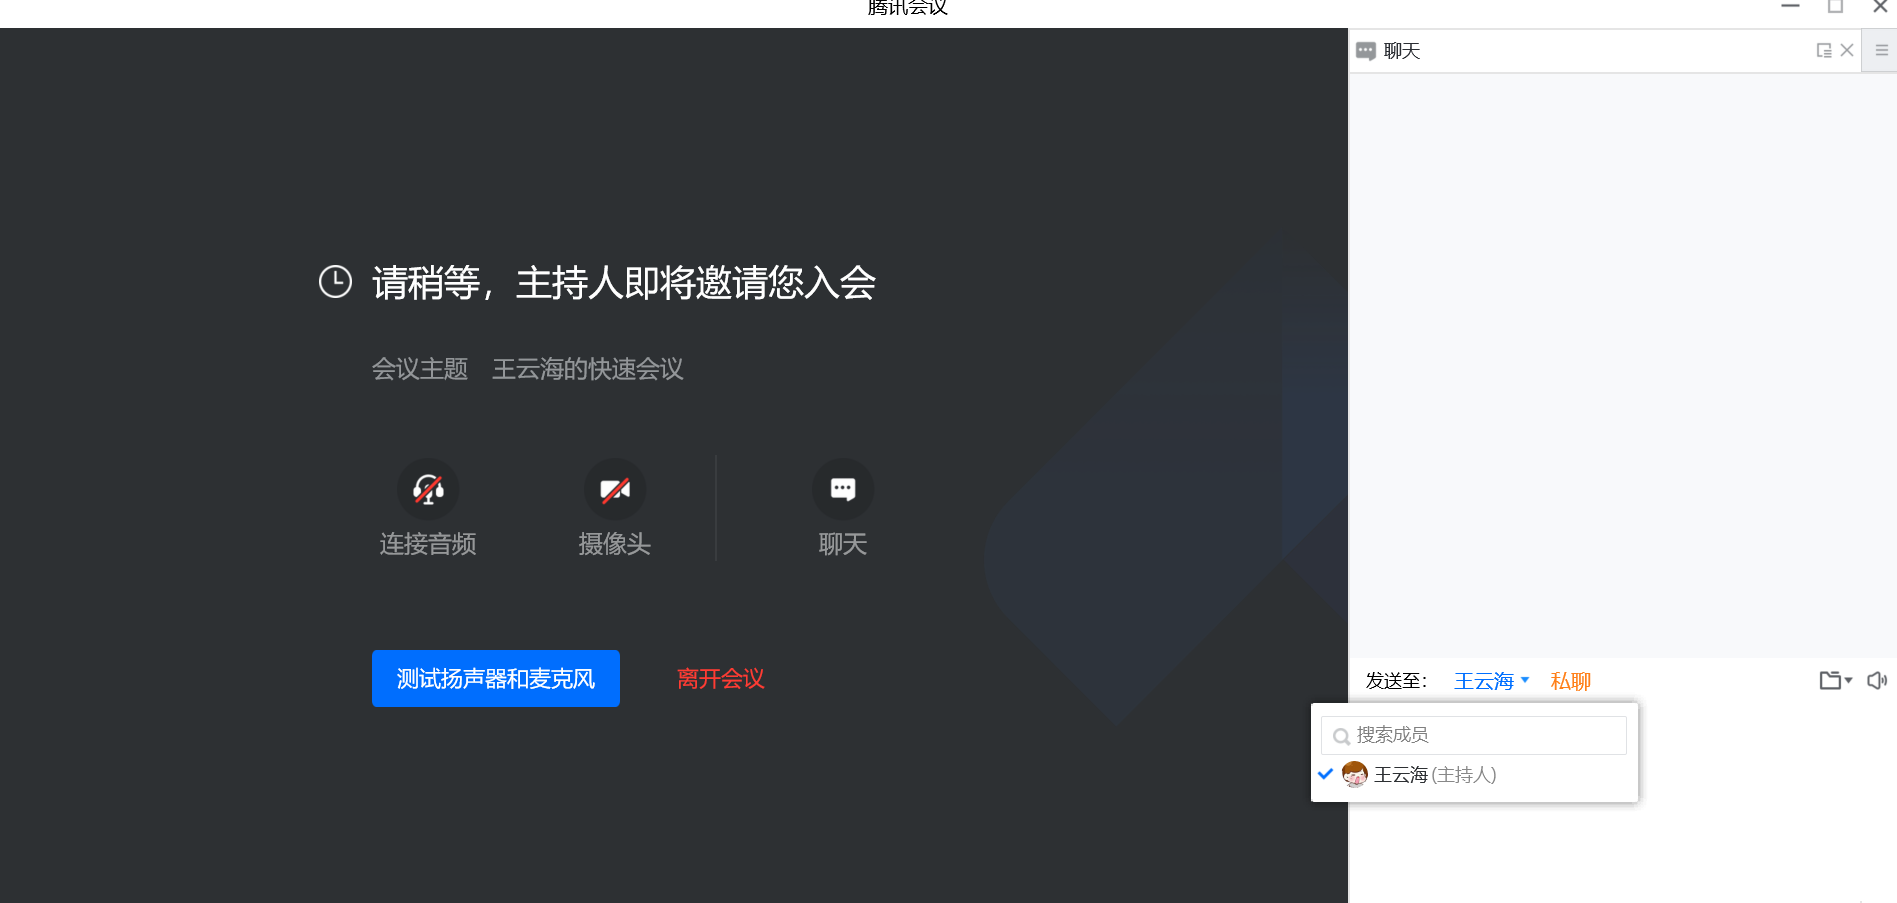 腾讯会议
聊天
请稍等，主持人即将邀请您入会
会议主题 王云海的快速会议
连接音频 摄像头 聊天
测试扬声器和麦克风 离开会议
发送至： 王云海 私聊
搜索成员
王云海(主持人)